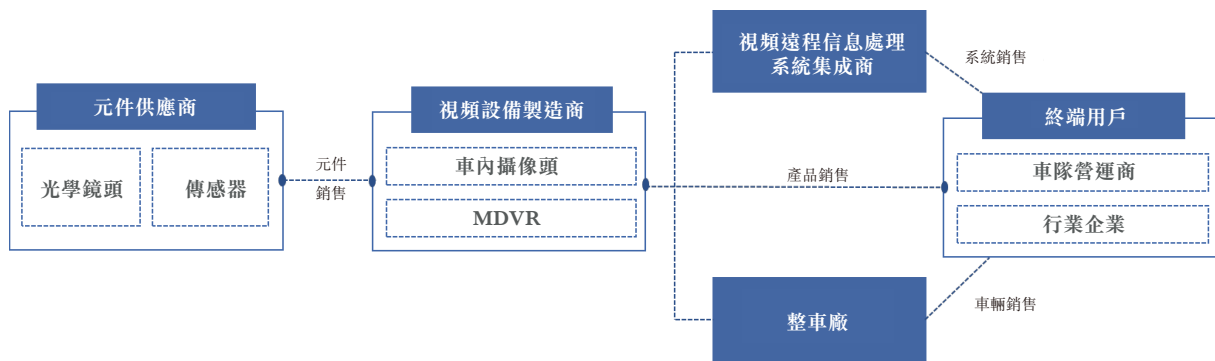 元件供應商
光學鏡頭
傳感器
元件
銷售
視頻設備製造商
車內攝像頭
MDVR
視頻遠程信息處理
系統集成商
產品銷售
整車廠
系統銷售
車輛銷售
終端用戶
車隊營運商
行業企業